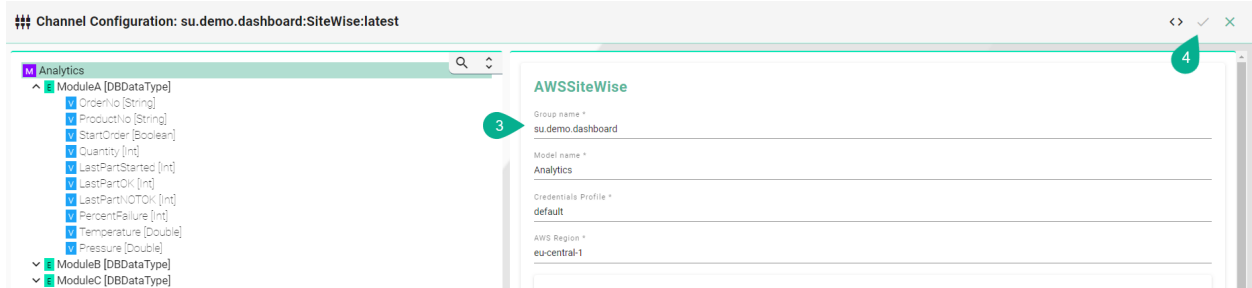 Channel Configuration: su.demo.dashboard:SiteWise:latest
4
M Analytics
E ModuleA [DBDataType]
V OrderNo [String]
V ProductNo [String]
V StartOrder [Boolean]
V Quantity [Int]
V LastPartStarted [Int]
V LastPartOK [Int]
V LastPartNOTOK [Int]
V PercentFailure [Int]
V Temperature [Double]
V Pressure [Double]
E ModuleB [DBDataType]
E ModuleC [DBDataType]
AWSSiteWise
Group name *
3
su.demo.dashboard
Model name *
Analytics
Credentials Profile *
default
AWS Region *
eu-central-1